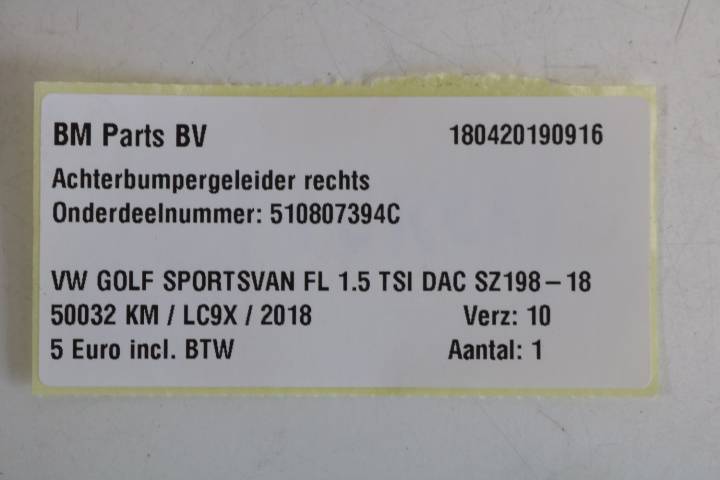 BM Parts BV 180420190916
Achterbumpergeleider rechts
Onderdeelnummer: 510807394C
VW GOLF SPORTSVAN FL 1.5 TSI DAC SZ198-18
50032 KM / LC9X / 2018 Verz: 10
5 Euro incl. BTW Aantal: 1